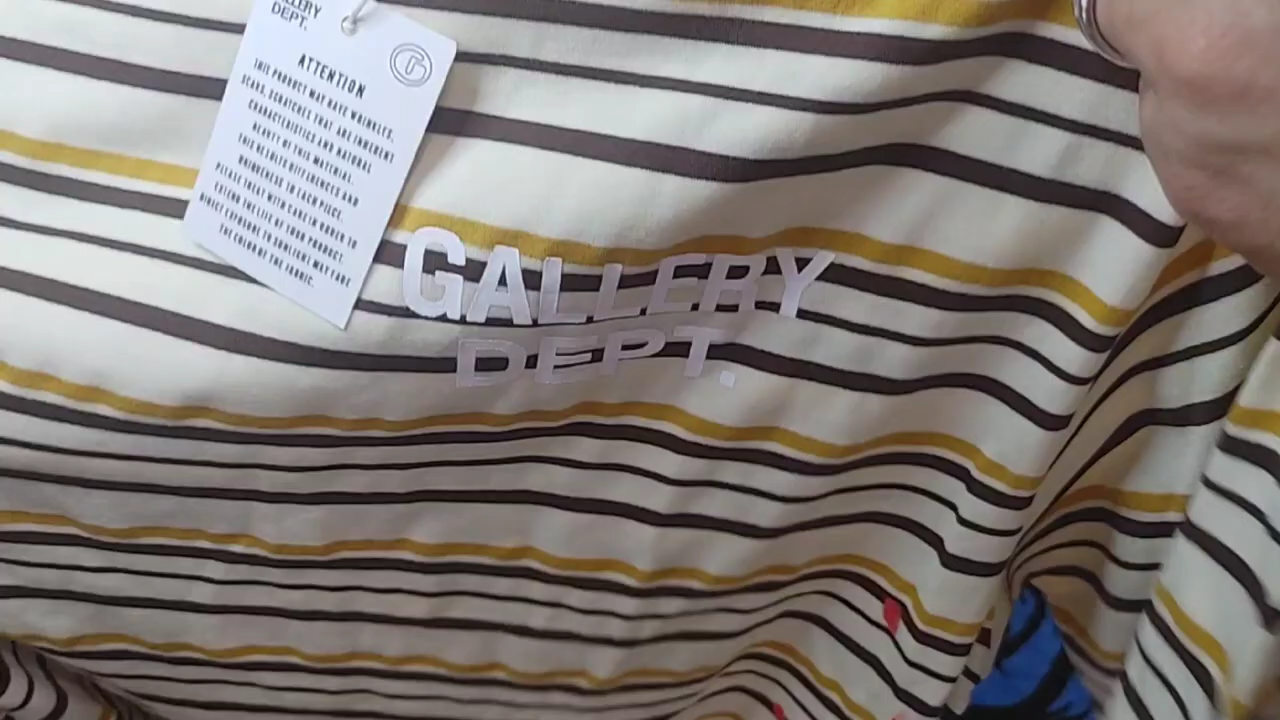 DEPT.
ATTENTION
THIS PRODUCT MAY HAVE WRINKLES,
SCARS, SCRATCHES THAT ARE INHERENT
CHARACTERISTICS AND NATURAL
BEAUTY OF THIS MATERIAL.
THIS RESULTS DIFFERENCES AND
UNIQUENESS IN EACH PIECE.
PLEASE TREAT WITH CARE IN ORDER TO
EXTEND THE LIFE OF YOUR PRODUCT.
DIRECT EXPOSURE TO SUNLIGHT MAY FADE
THE COLOR OF THE FABRIC.
GALLERY
DEPT.